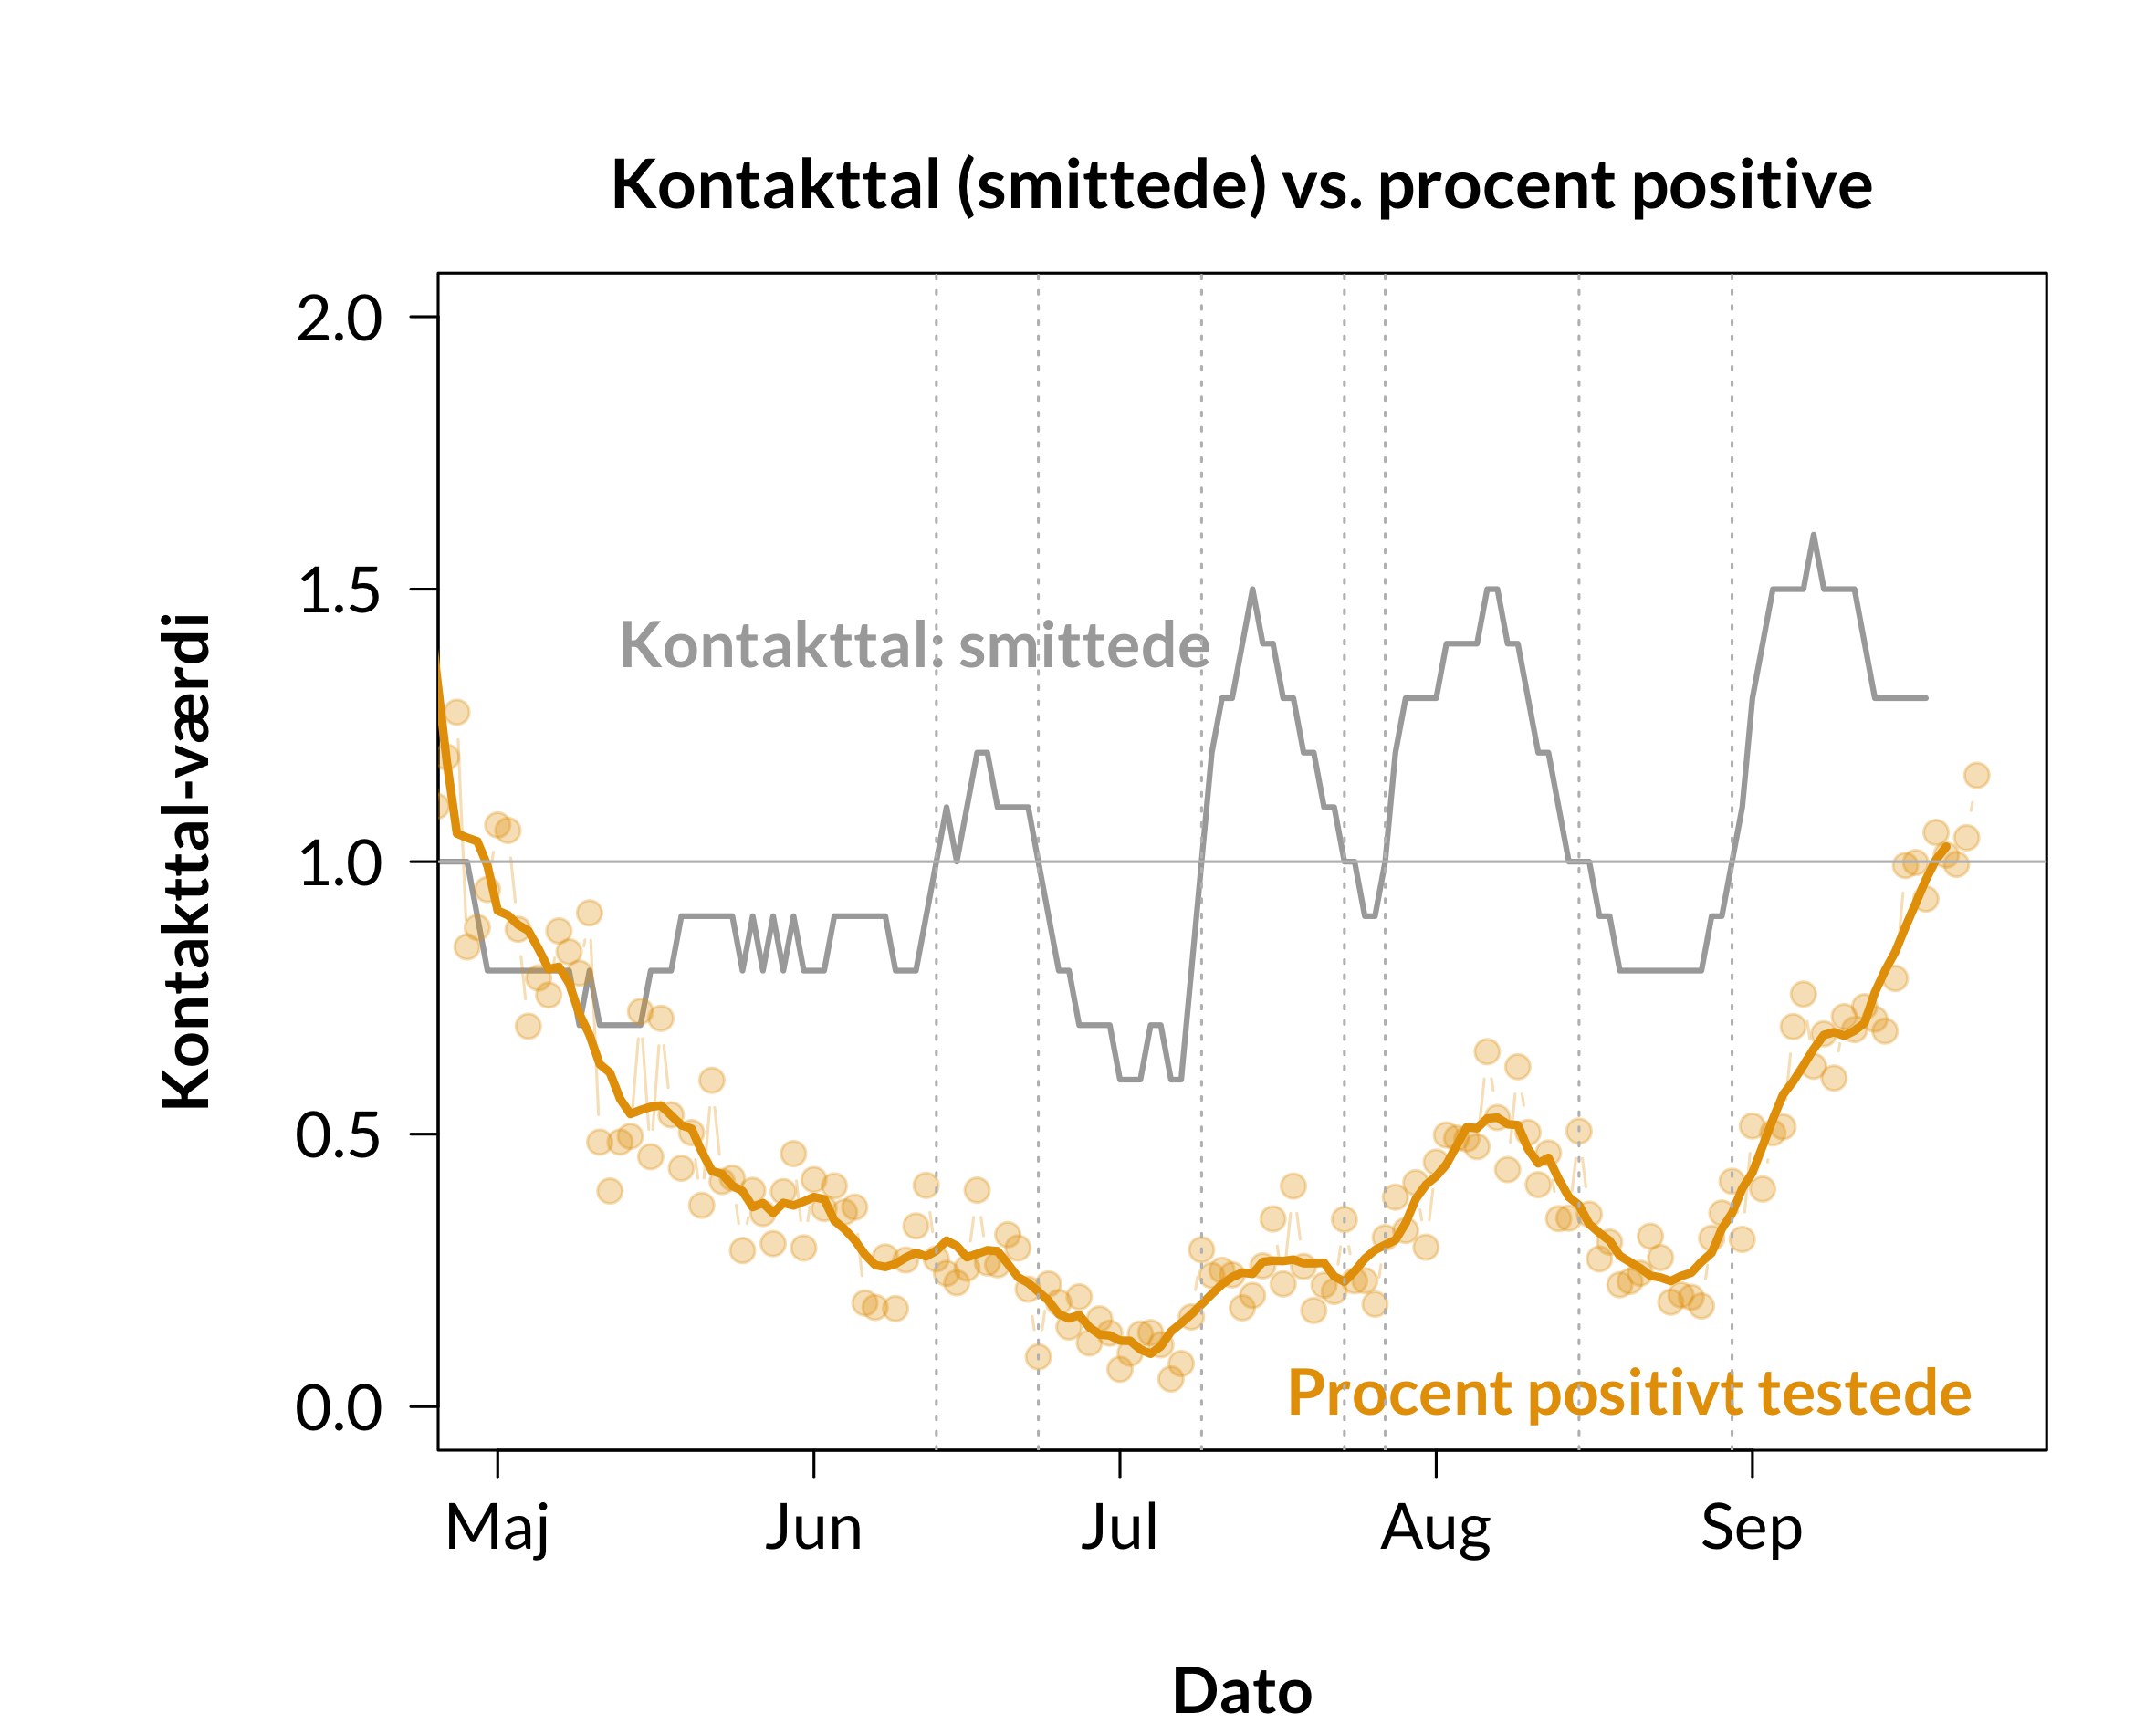 Kontakttal (smittede) vs. procent positive
Kontakttal-værdi
2.0
1.5
1.0
0.5
0.0
Kontakttal: smittede
Procent positivt testede
Maj Jun Jul Aug Sep
Dato